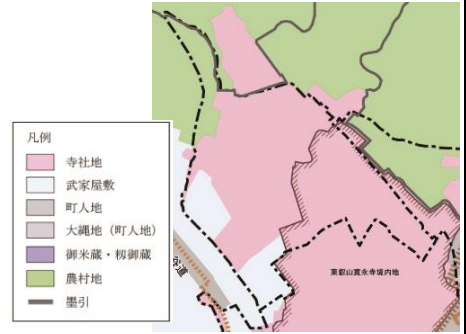 凡例
寺社地
武家屋敷
町人地
大縄地（町人地）
御米蔵・籾御蔵
農村地
墨引
東叡山寛永寺境内地
道